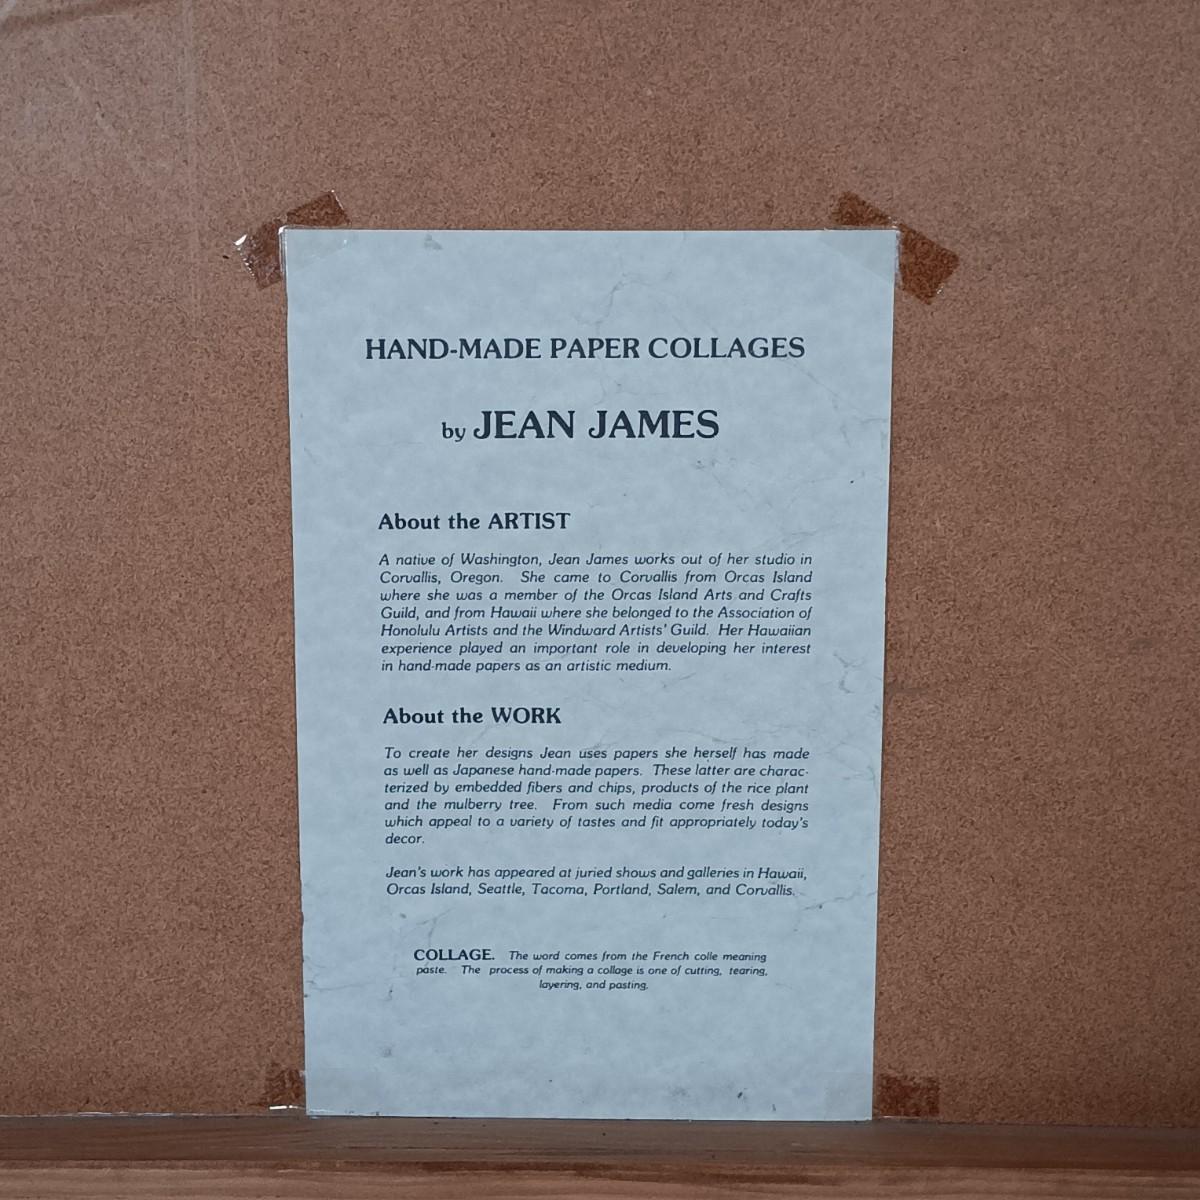 HAND-MADE PAPER COLLAGES
by JEAN JAMES
About the ARTIST
A native of Washington, Jean James works out of her studio in
Corvallis, Oregon. She came to Corvallis from Orcas Island
where she was a member of the Orcas Island Arts and Crafts
Guild, and from Hawaii where she belonged to the Association of
Honolulu Artists and the Windward Artists' Guild. Her Hawaiian
experience played an important role in developing her interest
in hand-made papers as an artistic medium.
About the WORK
To create her designs Jean uses papers she herself has made
as well as Japanese hand-made papers. These latter are charac-
terized by embedded fibers and chips, products of the rice plant
and the mulberry tree. From such media come fresh designs
which appeal to a variety of tastes and fit appropriately today's
decor.
Jean's work has appeared at juried shows and galleries in Hawaii,
Orcas Island, Seattle, Tacoma, Portland, Salem, and Corvallis.
COLLAGE. The word comes from the French colle meaning
paste. The process of making a collage is one of cutting, tearing,
layering, and pasting.